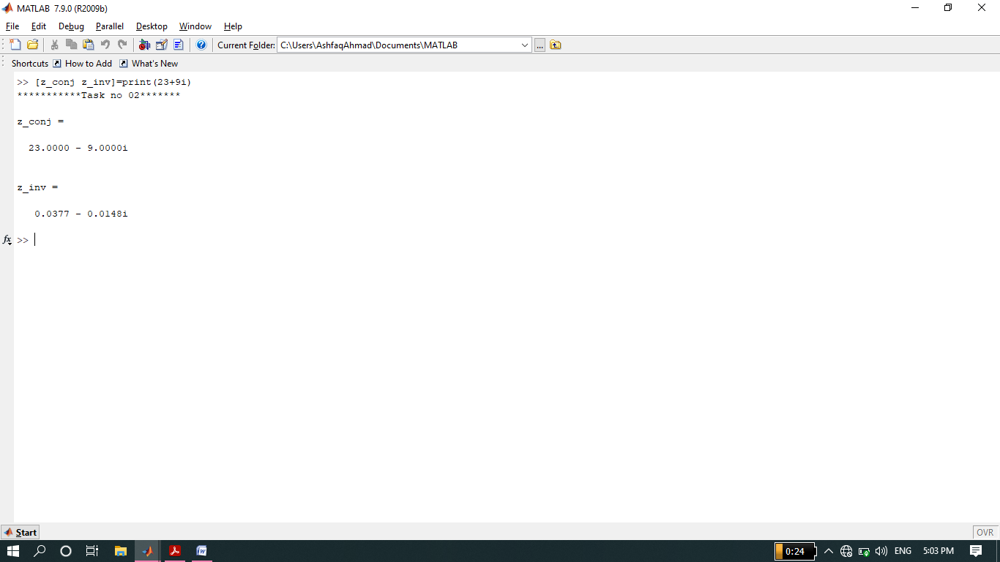 MATLAB 7.9.0 (R2009b)
File Edit Debug Parallel Desktop Window Help
Current Folder: C:\Users\AshfaqAhmad\Documents\MATLAB ...
Shortcuts How to Add What's New
>> [z_conj z_inv]=print(23+9i)
***********Task no 02*******
z_conj =
23.0000 - 9.0000i
z_inv =
0.0377 - 0.0148i
fx >>
Start OVR
0:24 ENG 5:03 PM